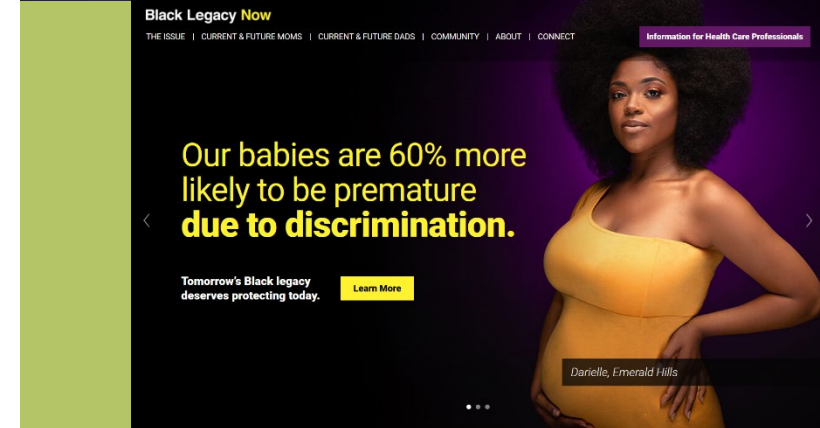 Black Legacy Now
THE ISSUE | CURRENT & FUTURE MOMS | CURRENT & FUTURE DADS | COMMUNITY | ABOUT | CONNECT
Information for Health Care Professionals
Our babies are 60% more
likely to be premature
due to discrimination.
Tomorrow's Black legacy
deserves protecting today.
Learn More
Darielle, Emerald Hills